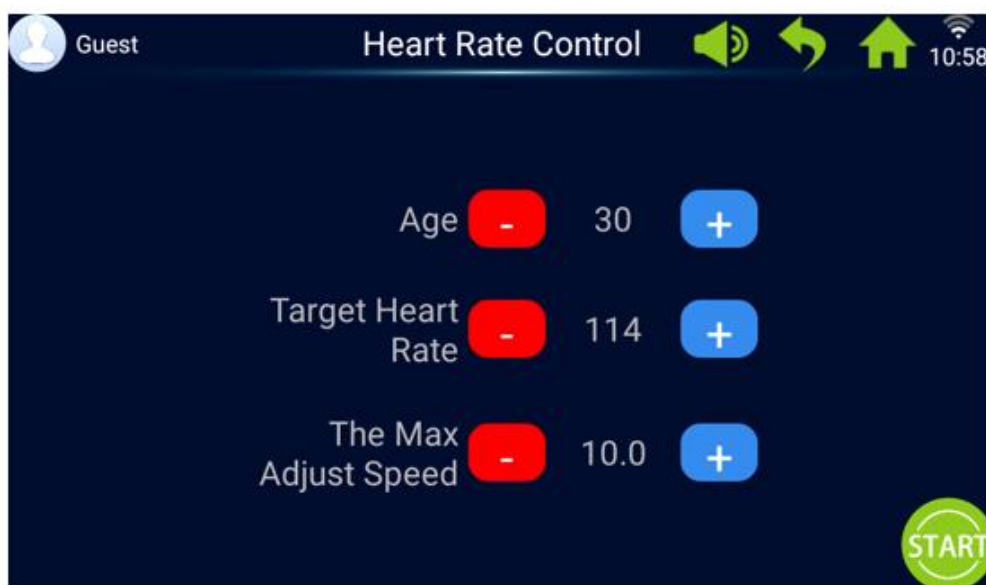 Guest
Heart Rate Control
10:58
Age - 30 +
Target Heart
Rate - 114 +
The Max
Adjust Speed - 10.0 +
START